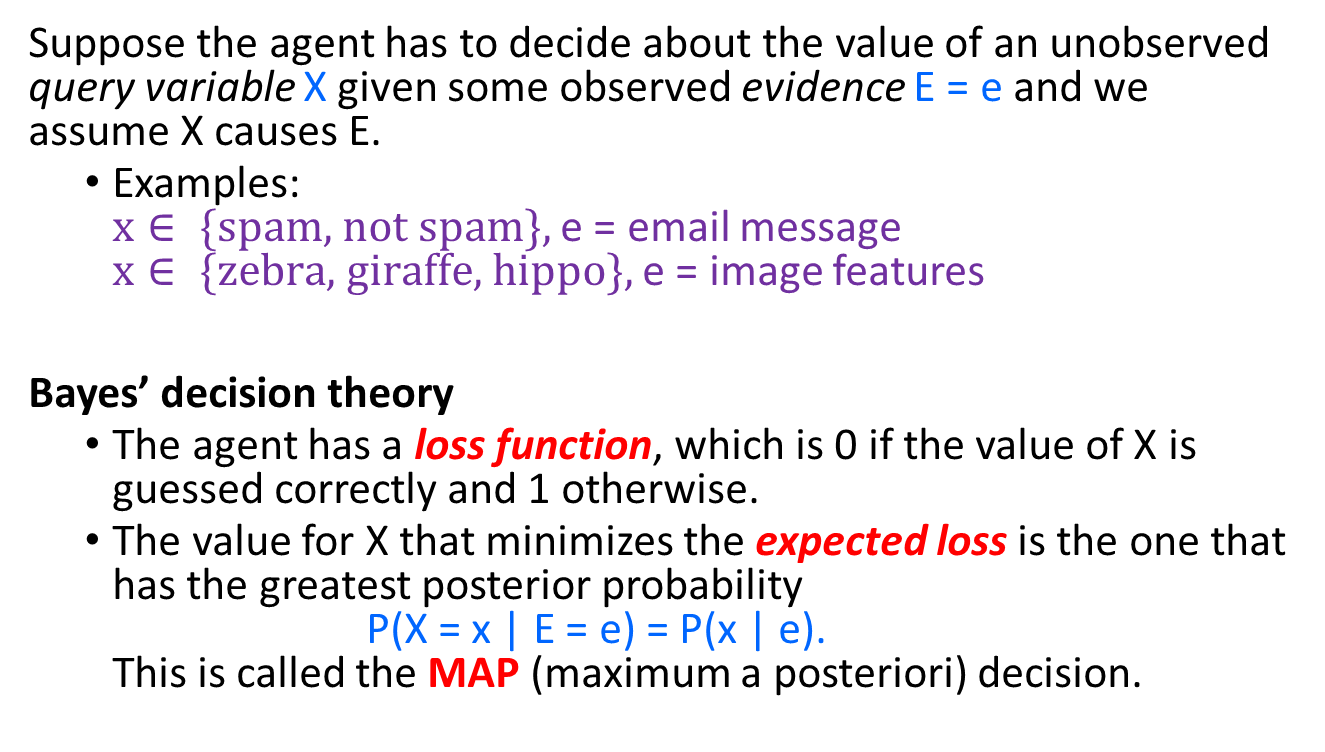 Suppose the agent has to decide about the value of an unobserved
query variable X given some observed evidence E = e and we
assume X causes E.
• Examples:
x ∈ {spam, not spam}, e = email message
x ∈ {zebra, giraffe, hippo}, e = image features
Bayes’ decision theory
• The agent has a loss function, which is 0 if the value of X is
guessed correctly and 1 otherwise.
• The value for X that minimizes the expected loss is the one that
has the greatest posterior probability
P(X = x | E = e) = P(x | e).
This is called the MAP (maximum a posteriori) decision.